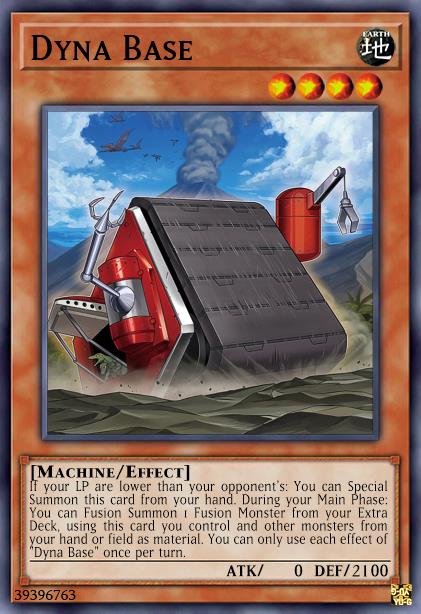 Dyna Base
EARTH
地
[Machine/Effect]
If your LP are lower than your opponent's: You can Special
Summon this card from your hand. During your Main Phase:
You can Fusion Summon 1 Fusion Monster from your Extra
Deck, using this card you control and other monsters from
your hand or field as material. You can only use each effect of
"Dyna Base" once per turn.
ATK/ 0 DEF/2100
39396763